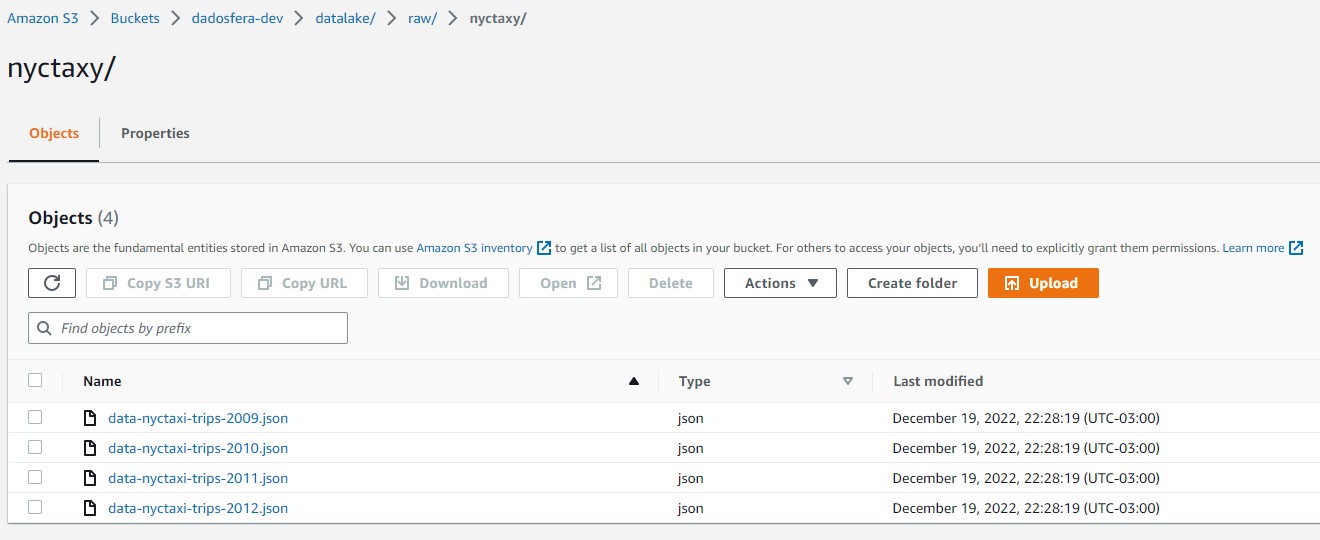 Amazon S3 > Buckets > dadosfera-dev > datalake/ > raw/ > nyctaxy/
nyctaxy/
Objects Properties
Objects (4)
Objects are the fundamental entities stored in Amazon S3. You can use Amazon S3 inventory to get a list of all objects in your bucket. For others to access your objects, you'll need to explicitly grant them permissions. Learn more
Copy S3 URI Copy URL Download Open Delete Actions Create folder Upload
Find objects by prefix
Name Type Last modified
data-nyctaxi-trips-2009.json json December 19, 2022, 22:28:19 (UTC-03:00)
data-nyctaxi-trips-2010.json json December 19, 2022, 22:28:19 (UTC-03:00)
data-nyctaxi-trips-2011.json json December 19, 2022, 22:28:19 (UTC-03:00)
data-nyctaxi-trips-2012.json json December 19, 2022, 22:28:19 (UTC-03:00)